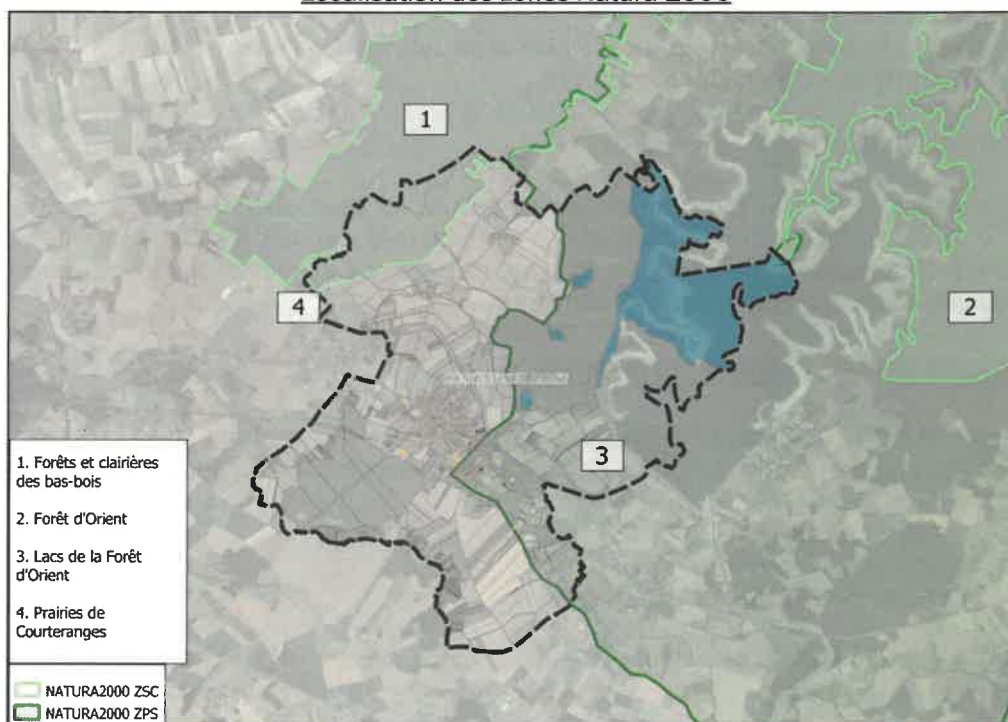 1
2
4
3
1. Forêts et clairières
des bas-bois
2. Forêt d'Orient
3. Lacs de la Forêt
d'Orient
4. Prairies de
Courteranges
NATURA2000 ZSC
NATURA2000 ZPS